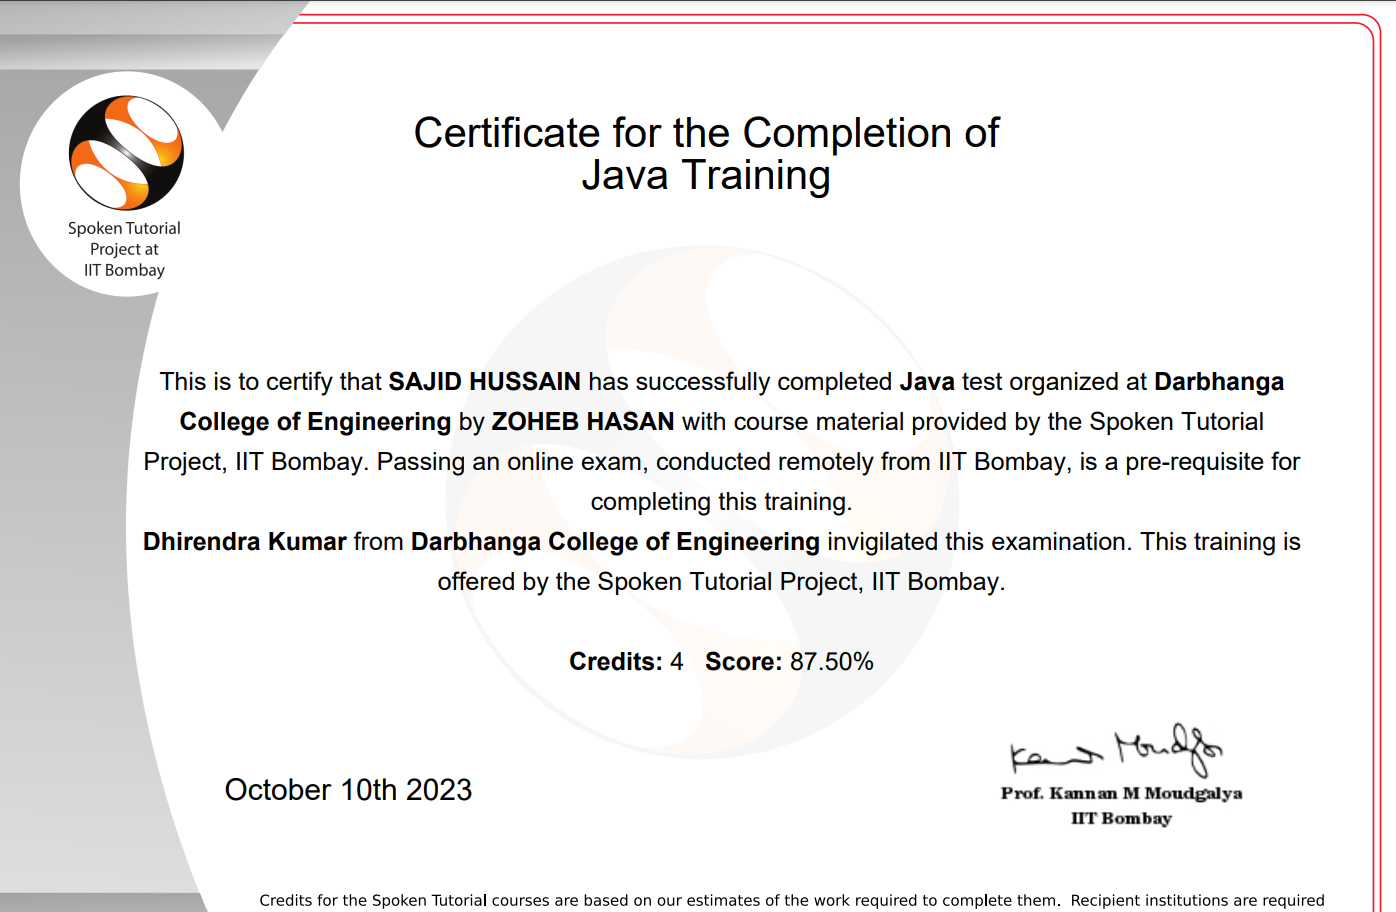 Spoken Tutorial
Project at
IIT Bombay
Certificate for the Completion of
Java Training
This is to certify that SAJID HUSSAIN has successfully completed Java test organized at Darbhanga
College of Engineering by ZOHEB HASAN with course material provided by the Spoken Tutorial
Project, IIT Bombay. Passing an online exam, conducted remotely from IIT Bombay, is a pre-requisite for
completing this training.
Dhirendra Kumar from Darbhanga College of Engineering invigilated this examination. This training is
offered by the Spoken Tutorial Project, IIT Bombay.
Credits: 4 Score: 87.50%
October 10th 2023
Prof. Kannan M Moudgalya
IIT Bombay
Credits for the Spoken Tutorial courses are based on our estimates of the work required to complete them. Recipient institutions are required